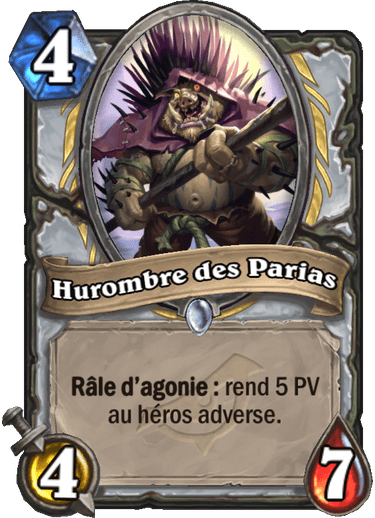 4
Hurombre des Parias
Râle d'agonie : rend 5 PV
au héros adverse.
4
7